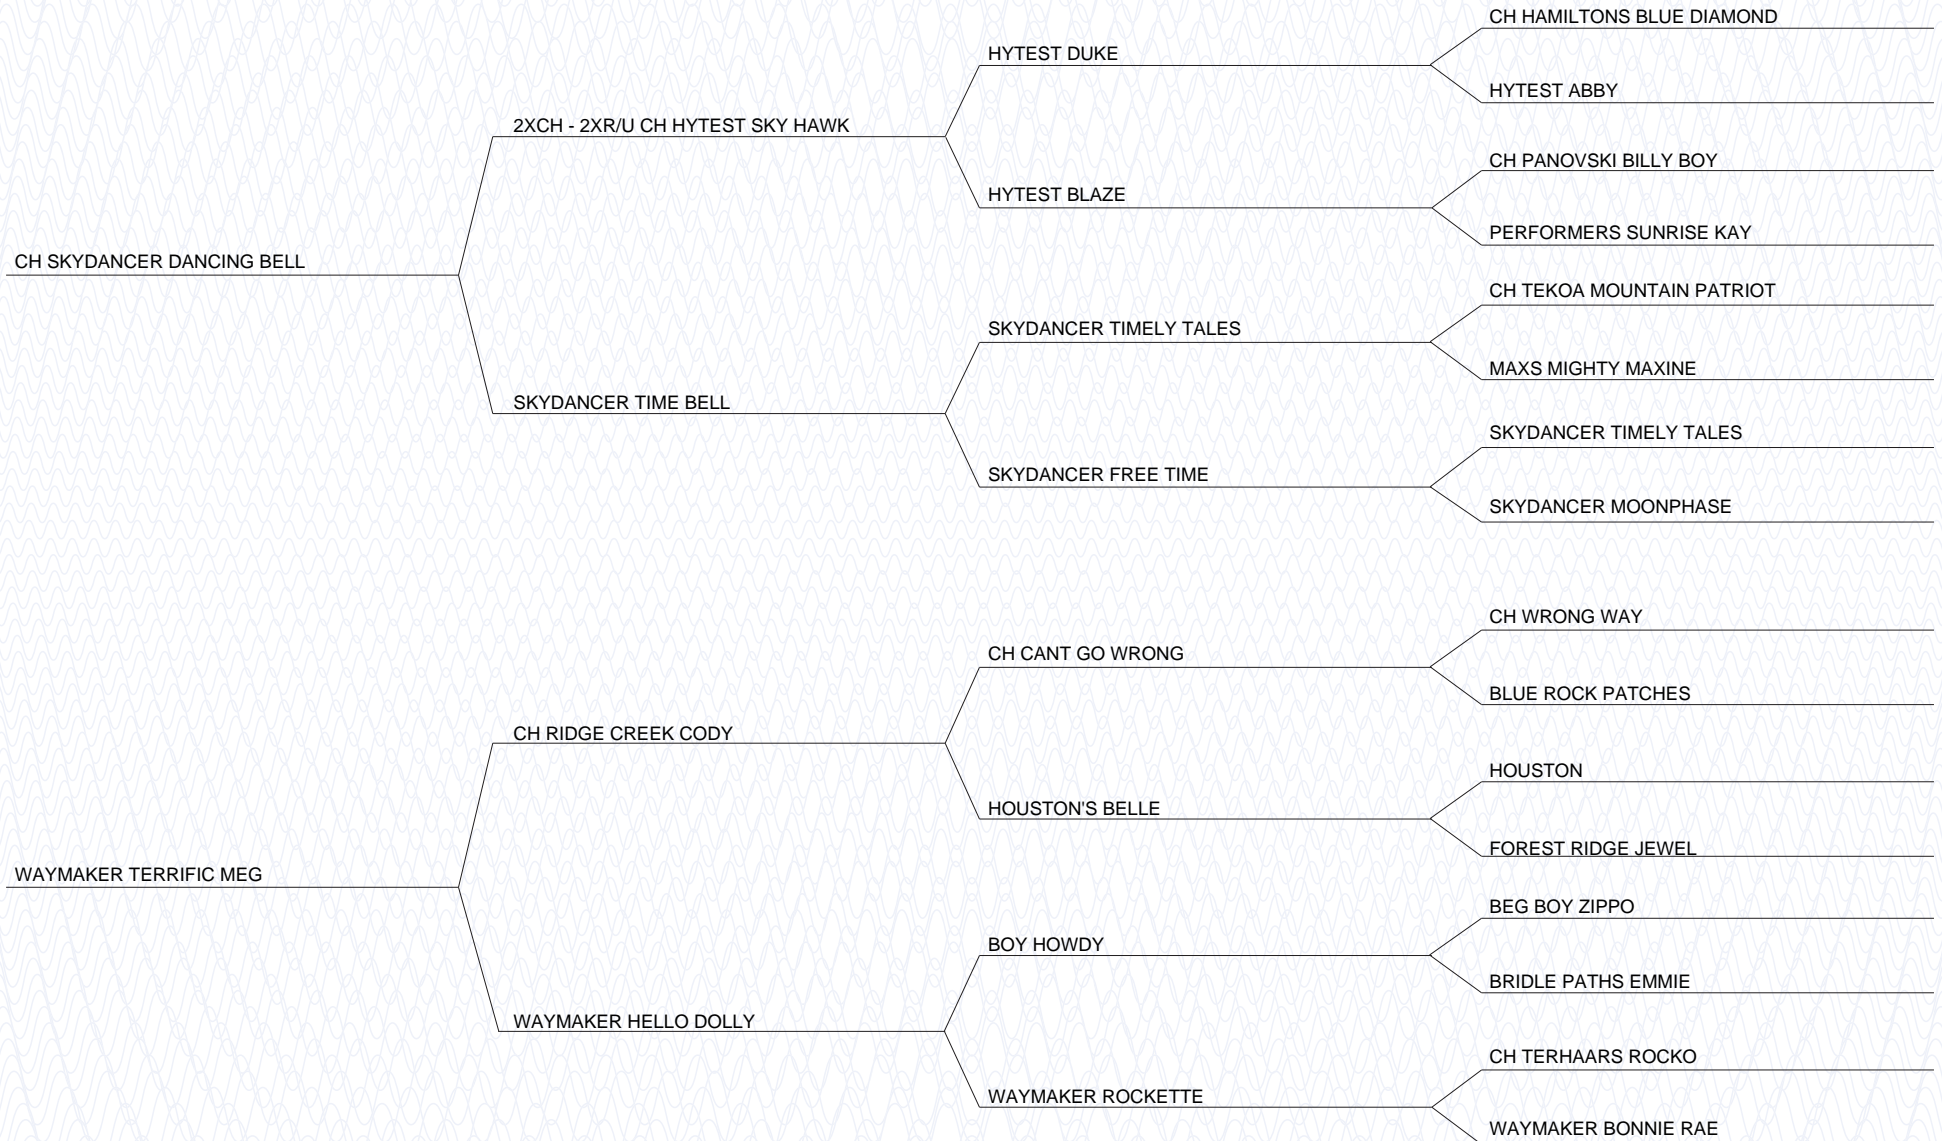 CH HAMILTONS BLUE DIAMOND
HYTEST DUKE
HYTEST ABBY
2XCH - 2XR/U CH HYTEST SKY HAWK
CH PANOVSKI BILLY BOY
HYTEST BLAZE
PERFORMERS SUNRISE KAY
CH SKYDANCER DANCING BELL
CH TEKOA MOUNTAIN PATRIOT
SKYDANCER TIMELY TALES
MAXS MIGHTY MAXINE
SKYDANCER TIME BELL
SKYDANCER TIMELY TALES
SKYDANCER FREE TIME
SKYDANCER MOONPHASE
CH WRONG WAY
CH CANT GO WRONG
BLUE ROCK PATCHES
CH RIDGE CREEK CODY
HOUSTON
HOUSTON'S BELLE
FOREST RIDGE JEWEL
WAYMAKER TERRIFIC MEG
BEG BOY ZIPPO
BOY HOWDY
BRIDLE PATHS EMMIE
WAYMAKER HELLO DOLLY
CH TERHAARS ROCKO
WAYMAKER ROCKETTE
WAYMAKER BONNIE RAE